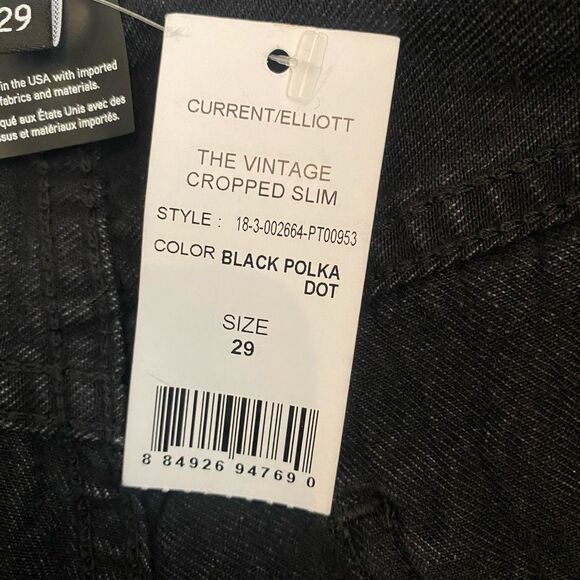 29
in the USA with imported
fabrics and materials.
qué aux États Unis avec des
sus et matériaux importés.
CURRENT/ELLIOTT
THE VINTAGE
CROPPED SLIM
STYLE : 18-3-002664-PT00953
COLOR : BLACK POLKA
DOT
SIZE
29
8 84926 94769 0